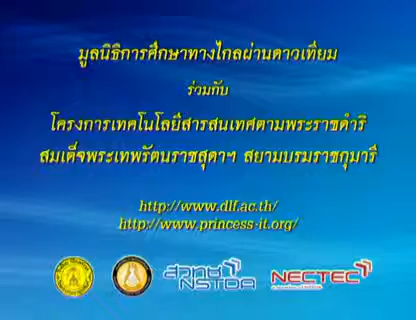 มูลนิธิการศึกษาทางไกลผ่านดาวเทียม
ร่วมกับ
โครงการเทคโนโลยีสารสนเทศตามพระราชดำริ
สมเด็จพระเทพรัตนราชสุดาฯ สยามบรมราชกุมารี
http://www.dlf.ac.th/
http://www.princess-it.org/
สวทช
NSTDA
NECTEC